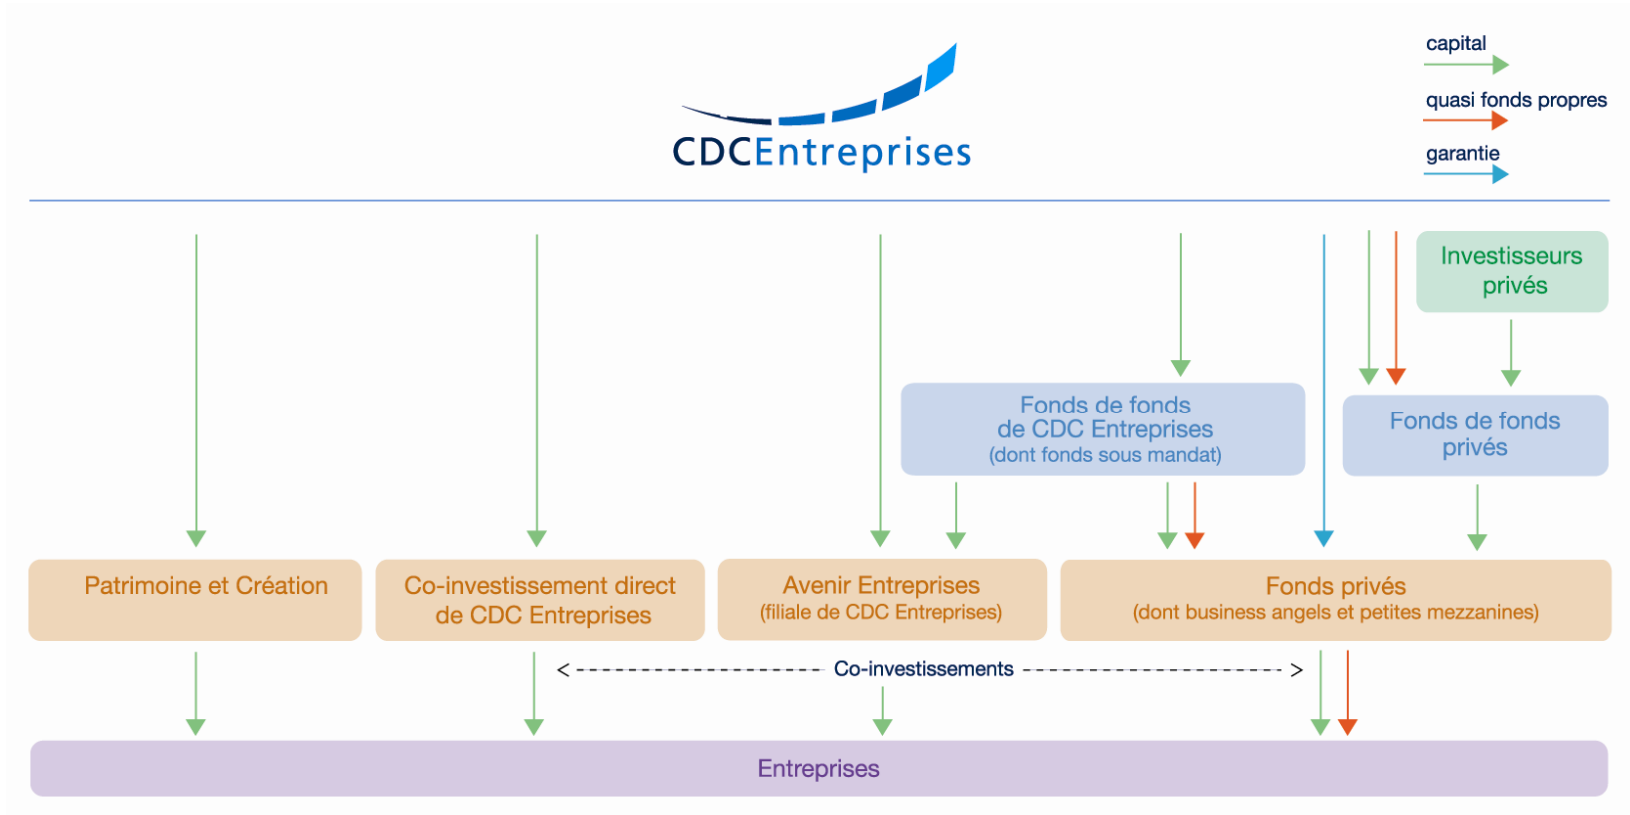 capital
quasi fonds propres
garantie
CDCEntreprises
Investisseurs
privés
Fonds de fonds
de CDC Entreprises
(dont fonds sous mandat)
Fonds de fonds
privés
Patrimoine et Création
Co-investissement direct
de CDC Entreprises
Avenir Entreprises
(filiale de CDC Entreprises)
Fonds privés
(dont business angels et petites mezzanines)
Co-investissements
Entreprises